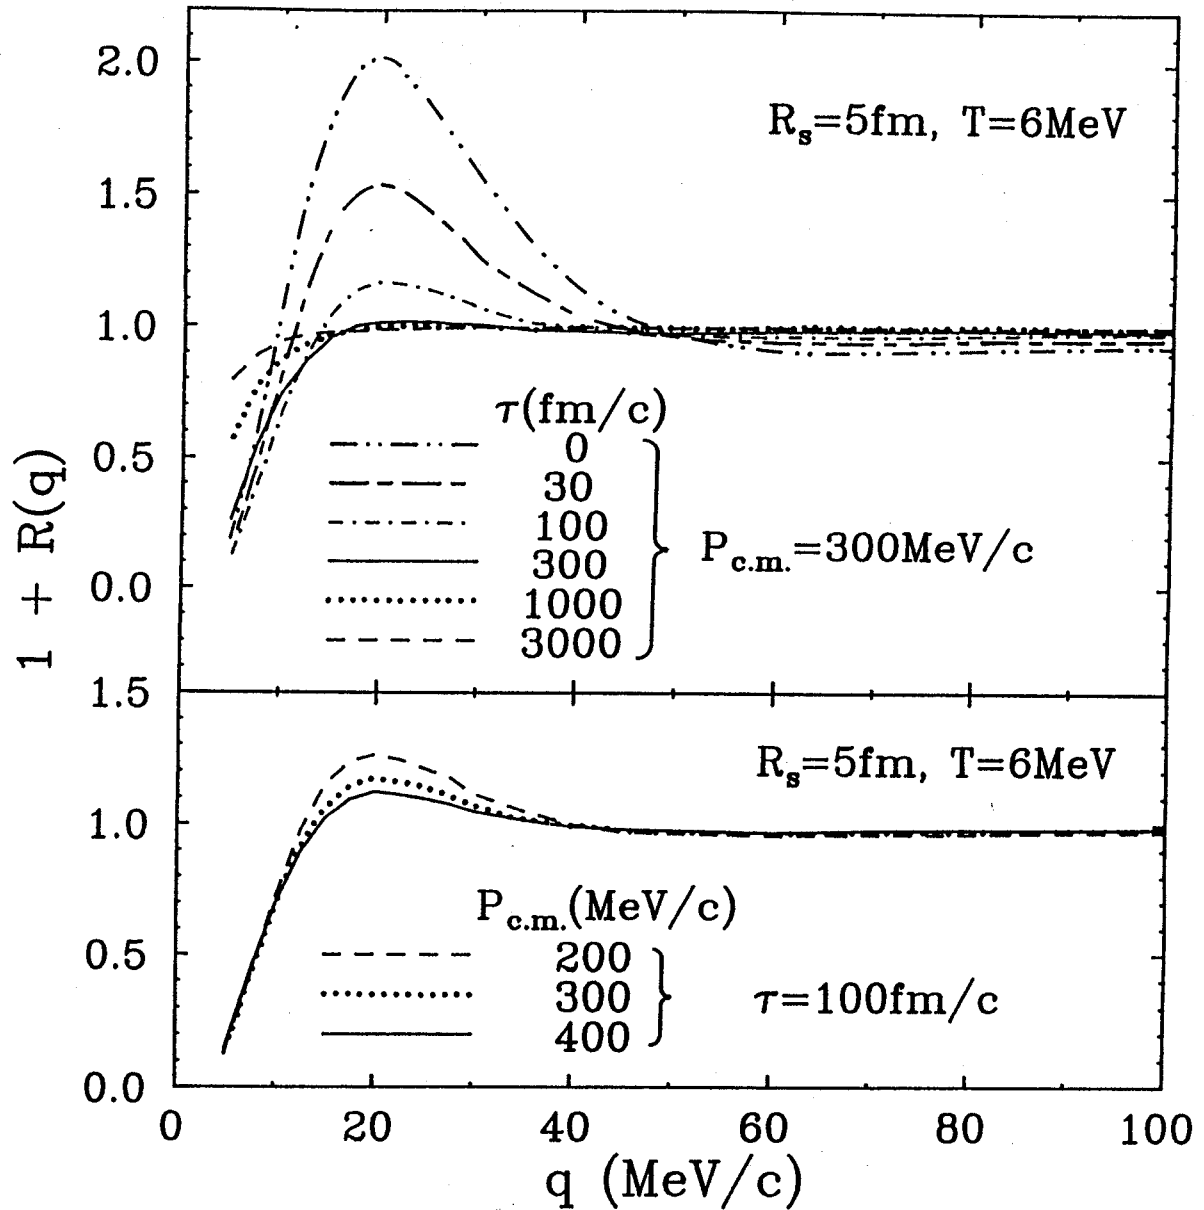 2.0
R_s=5fm, T=6MeV
1.5
1.0
τ(fm/c)
0
0.5
30
100
300
P_c.m.=300MeV/c
0.0
1000
3000
1 + R(q)
1.5
R_s=5fm, T=6MeV
1.0
P_c.m.(MeV/c)
200
0.5
300
τ=100fm/c
400
0.0
0 20 40 60 80 100
q (MeV/c)